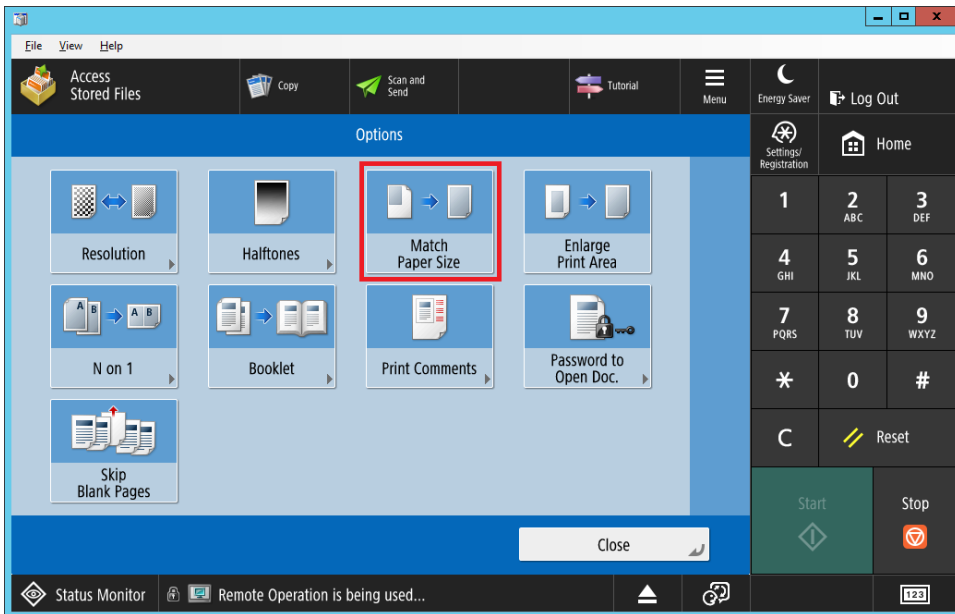 x
File View Help
Access
Stored Files
Copy
Scan and
Send
Tutorial
Menu
Energy Saver
Log Out
Options
Settings/
Registration
Home
Resolution
Halftones
Match
Paper Size
Enlarge
Print Area
A B A B
N on 1
Booklet
Print Comments
Password to
Open Doc.
Skip
Blank Pages
Close
1
2
ABC
3
DEF
4
GHI
5
JKL
6
MNO
7
PQRS
8
TUV
9
WXYZ
0
#
C
Reset
Start
Stop
Status Monitor
Remote Operation is being used...
123